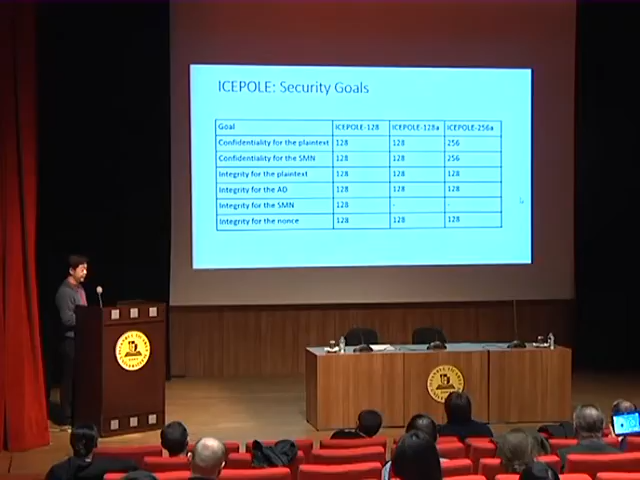 ICEPOLE: Security Goals
Goal ICEPOLE-128 ICEPOLE-128a ICEPOLE-256a
Confidentiality for the plaintext 128 128 256
Confidentiality for the SMN 128 128 256
Integrity for the plaintext 128 128 128
Integrity for the AD 128 128 128
Integrity for the SMN 128 - -
Integrity for the nonce 128 128 128